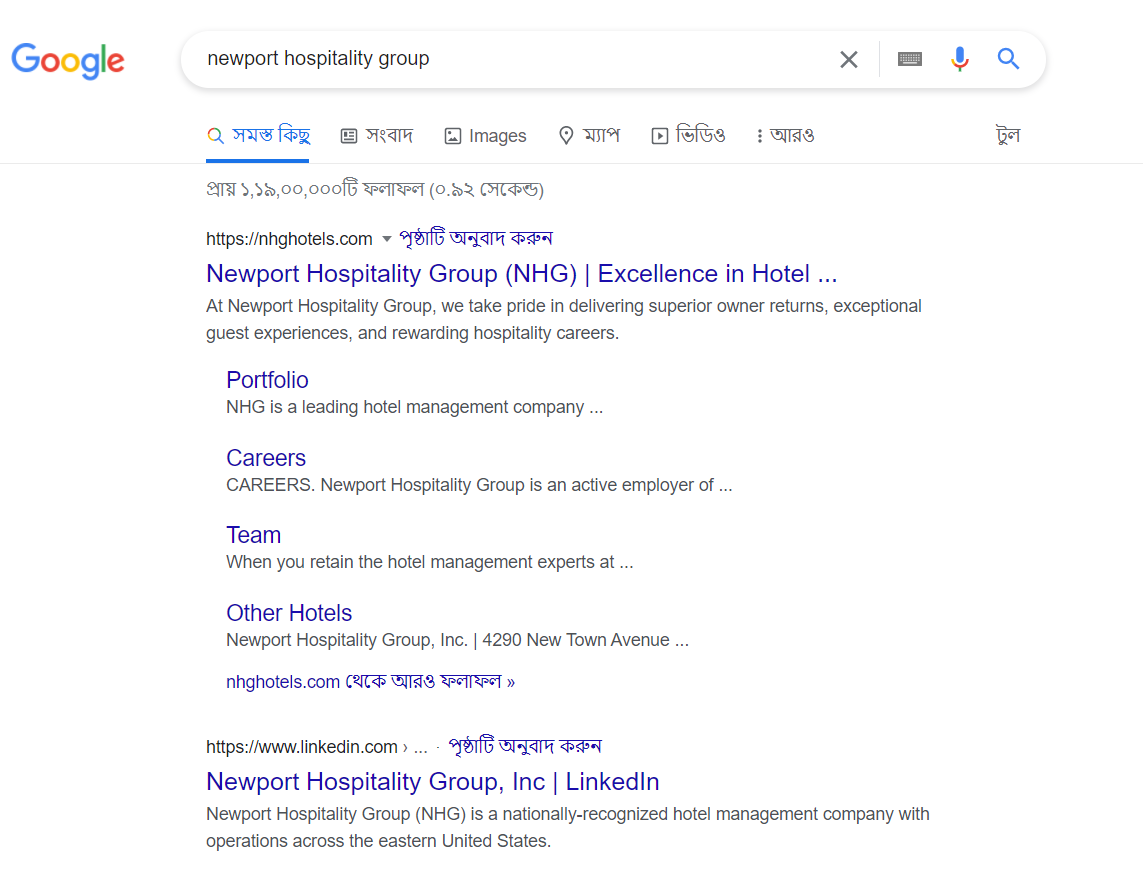 Google
newport hospitality group
সমস্ত কিছু সংবাদ Images ম্যাপ ভিডিও আরও টুল
প্রায় ১,১৯,০০,০০০টি ফলাফল (০.৯২ সেকেন্ড)
https://nhghotels.com পৃষ্ঠাটি অনুবাদ করুন
Newport Hospitality Group (NHG) | Excellence in Hotel ...
At Newport Hospitality Group, we take pride in delivering superior owner returns, exceptional
guest experiences, and rewarding hospitality careers.
Portfolio
NHG is a leading hotel management company ...
Careers
CAREERS. Newport Hospitality Group is an active employer of ...
Team
When you retain the hotel management experts at ...
Other Hotels
Newport Hospitality Group, Inc. | 4290 New Town Avenue ...
nhghotels.com থেকে আরও ফলাফল »
https://www.linkedin.com › ... · পৃষ্ঠাটি অনুবাদ করুন
Newport Hospitality Group, Inc | LinkedIn
Newport Hospitality Group (NHG) is a nationally-recognized hotel management company with
operations across the eastern United States.